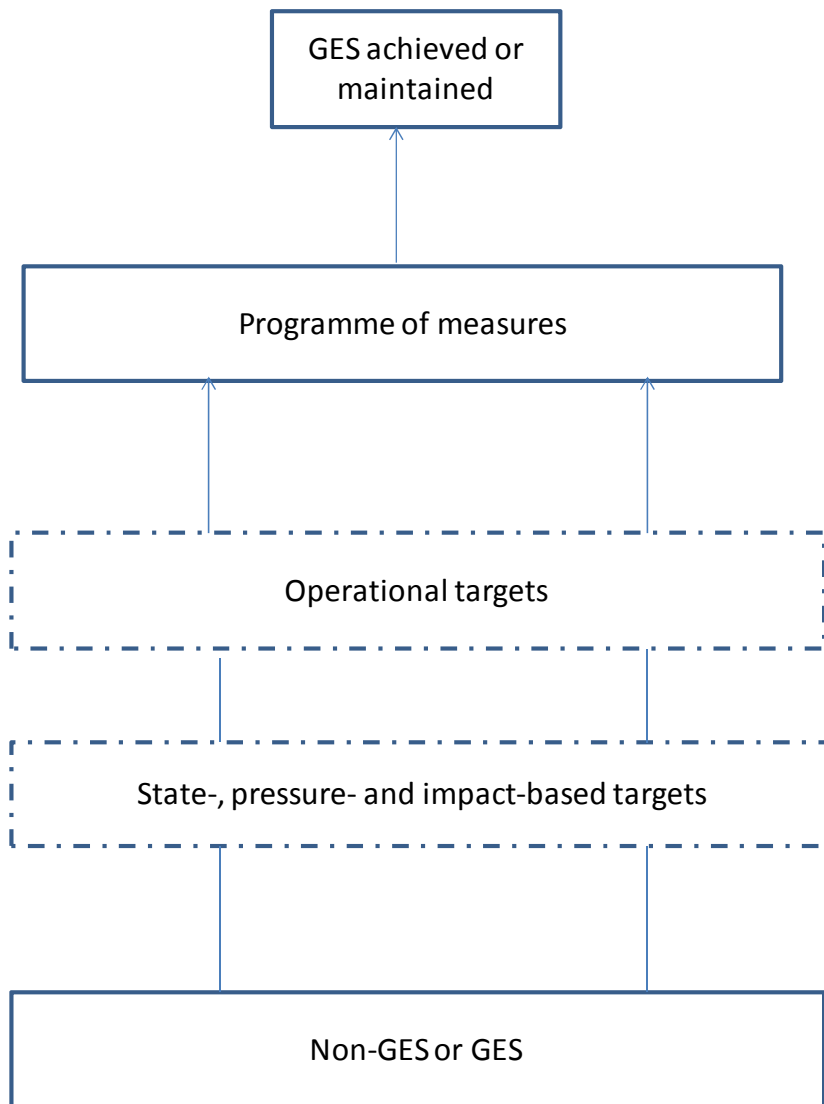 GES achieved or
maintained
Programme of measures
Operational targets
State-, pressure- and impact-based targets
Non-GES or GES